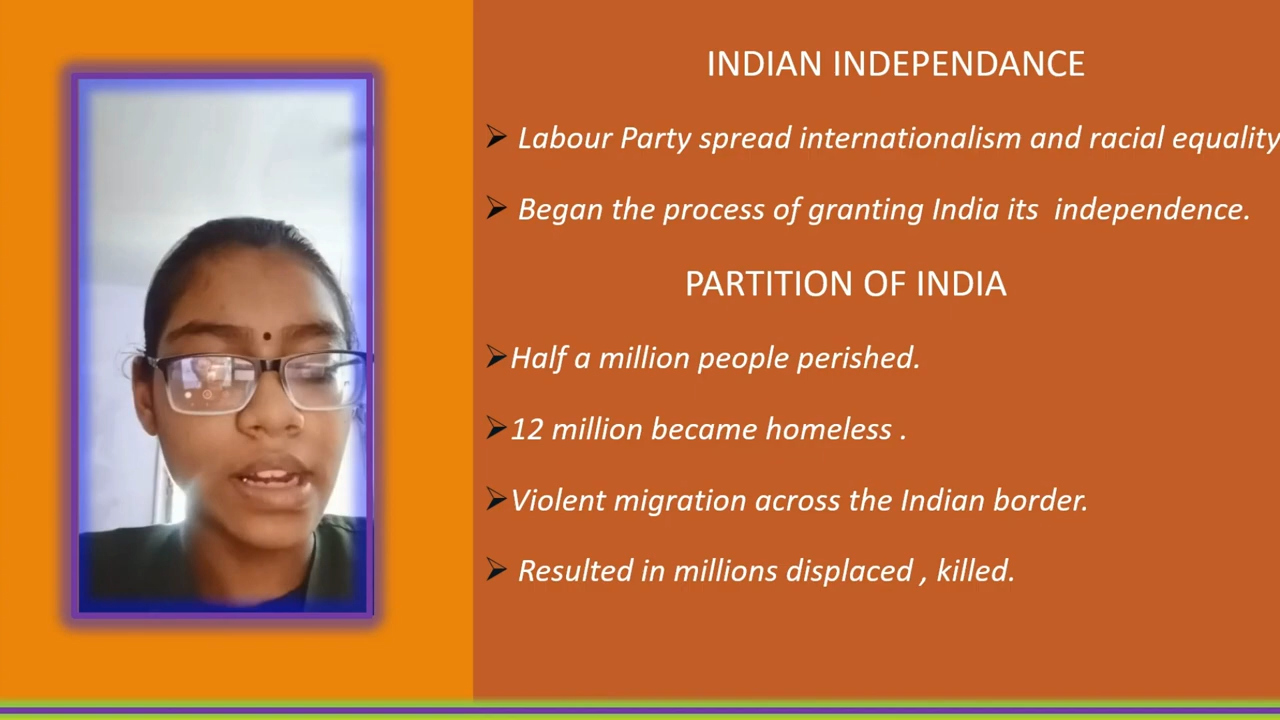 INDIAN INDEPENDANCE
Labour Party spread internationalism and racial equality
Began the process of granting India its  independence.
PARTITION OF INDIA
Half a million people perished.
12 million became homeless .
Violent migration across the Indian border.
Resulted in millions displaced , killed.